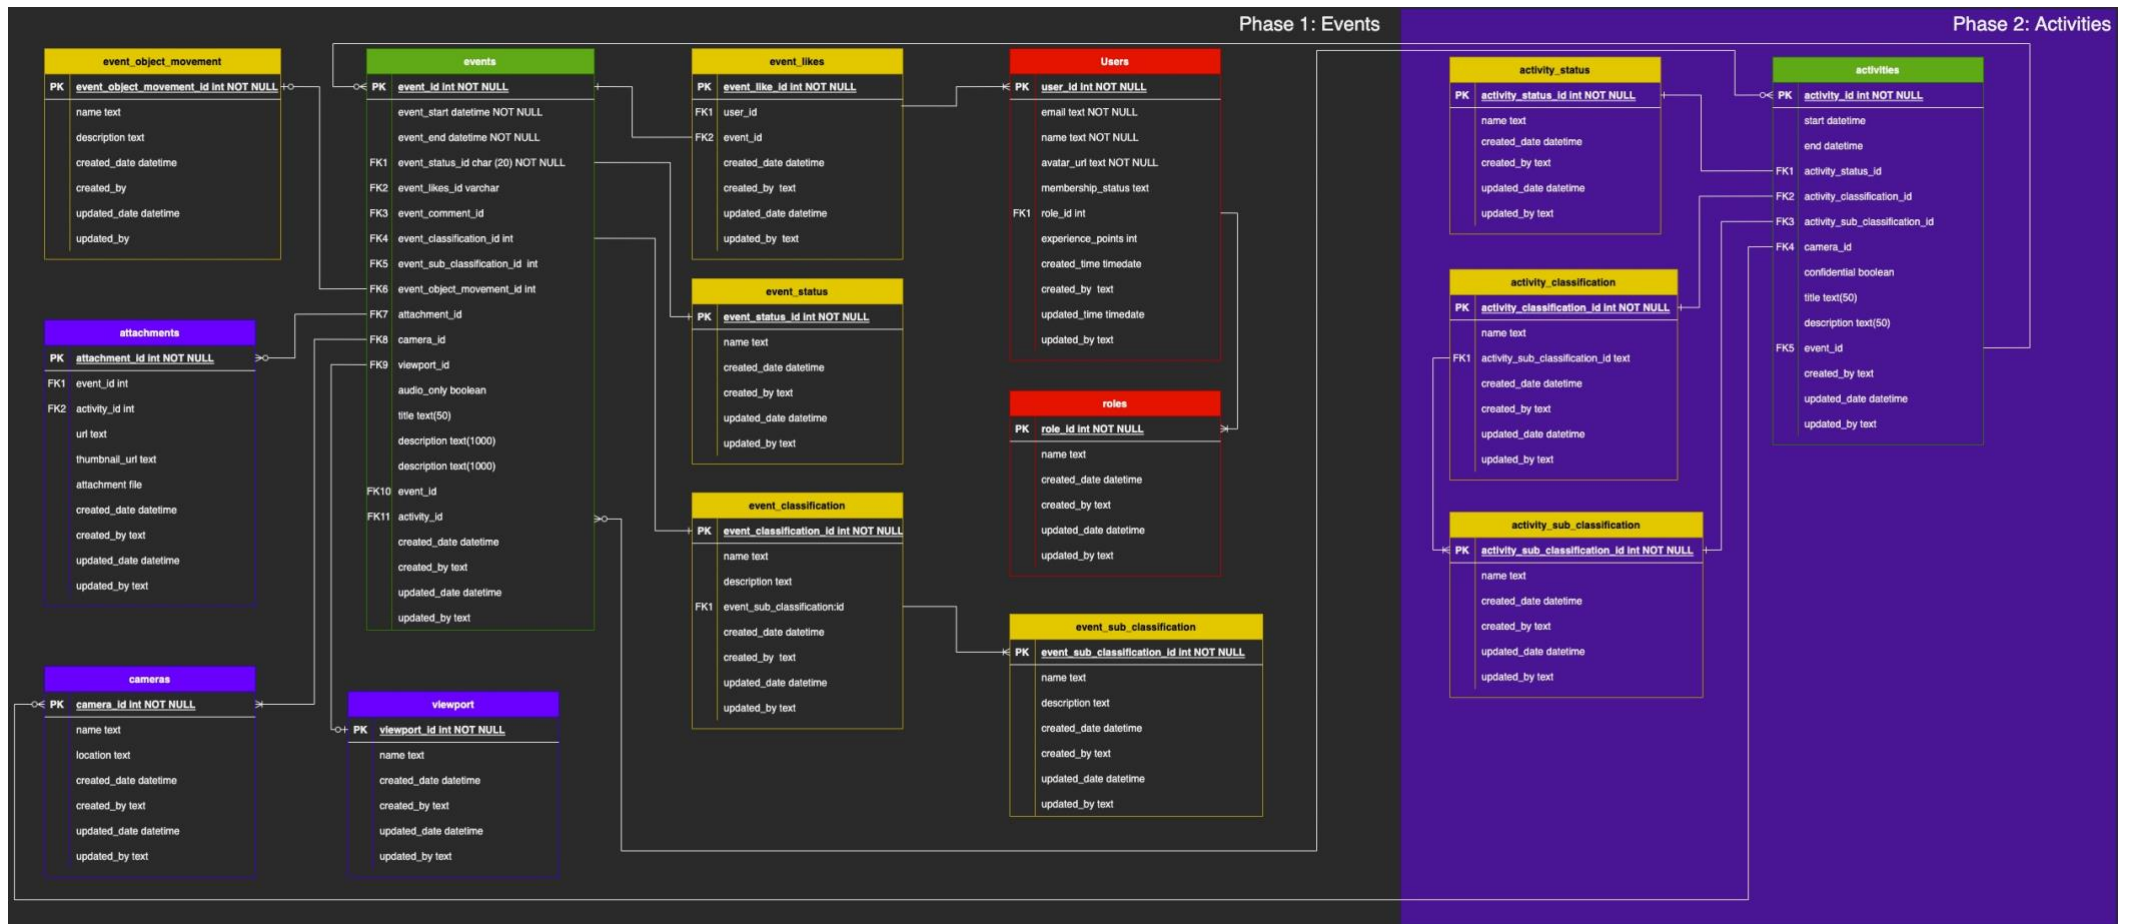 Phase 1: Events
Phase 2: Activities
event_object_movement
PK event_object_movement_id int NOT NULL
name text
description text
created_date datetime
created_by
updated_date datetime
updated_by
attachments
PK attachment_id int NOT NULL
FK1 event_id int
FK2 activity_id int
url text
thumbnail_url text
attachment file
created_date datetime
created_by text
updated_date datetime
updated_by text
cameras
PK camera_id int NOT NULL
name text
location text
created_date datetime
created_by text
updated_date datetime
updated_by text
events
PK event_id int NOT NULL
event_start datetime NOT NULL
event_end datetime NOT NULL
FK1 event_status_id char (20) NOT NULL
FK2 event_likes_id varchar
FK3 event_comment_id
FK4 event_classification_id int
FK5 event_sub_classification_id int
FK6 event_object_movement_id int
FK7 attachment_id
FK8 camera_id
FK9 viewport_id
audio_only boolean
title text(50)
description text(1000)
description text(1000)
FK10 event_id
FK11 activity_id
created_date datetime
created_by text
updated_date datetime
updated_by text
viewport
PK viewport_id int NOT NULL
name text
created_date datetime
created_by text
updated_date datetime
updated_by text
event_likes
PK event_like_id int NOT NULL
FK1 user_id
FK2 event_id
created_date datetime
created_by text
updated_date datetime
updated_by text
event_status
PK event_status_id int NOT NULL
name text
created_date datetime
created_by text
updated_date datetime
updated_by text
event_classification
PK event_classification_id int NOT NULL
name text
description text
FK1 event_sub_classification:id
created_date datetime
created_by text
updated_date datetime
updated_by text
Users
PK user_id int NOT NULL
email text NOT NULL
name text NOT NULL
avatar_url text NOT NULL
membership_status text
FK1 role_id int
experience_points int
created_time timedate
created_by text
updated_time timedate
updated_by text
roles
PK role_id int NOT NULL
name text
created_date datetime
created_by text
updated_date datetime
updated_by text
event_sub_classification
PK event_sub_classification_id int NOT NULL
name text
description text
created_date datetime
created_by text
updated_date datetime
updated_by text
activity_status
PK activity_status_id int NOT NULL
name text
created_date datetime
created_by text
updated_date datetime
updated_by text
activity_classification
PK activity_classification_id int NOT NULL
name text
FK1 activity_sub_classification_id text
created_date datetime
created_by text
updated_date datetime
updated_by text
activity_sub_classification
PK activity_sub_classification_id int NOT NULL
name text
created_date datetime
created_by text
updated_date datetime
updated_by text
activities
PK activity_id int NOT NULL
start datetime
end datetime
FK1 activity_status_id
FK2 activity_classification_id
FK3 activity_sub_classification_id
FK4 camera_id
confidential boolean
title text(50)
description text(50)
FK5 event_id
created_by text
updated_date datetime
updated_by text